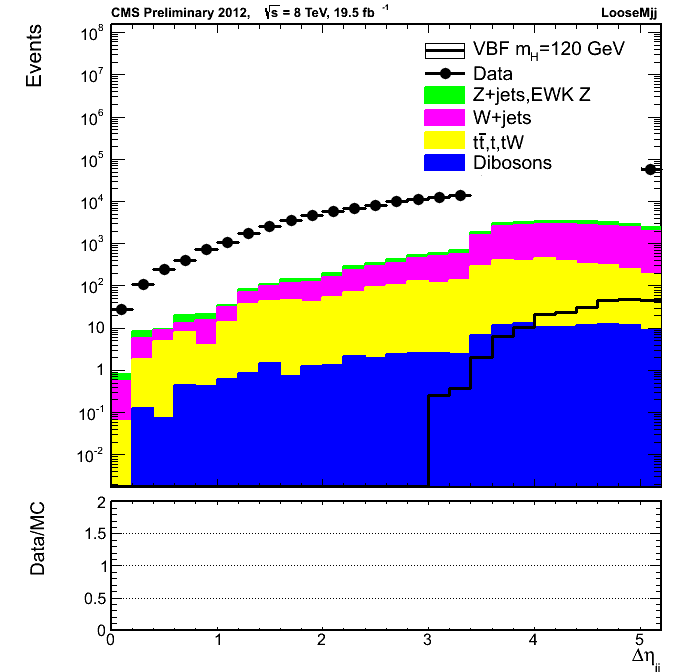 CMS Preliminary 2012, √s = 8 TeV, 19.5 fb⁻¹ LooseMjj
Events
10⁸
10⁷
10⁶
10⁵
10⁴
10³
10²
10
1
10⁻¹
10⁻²
VBF m_H=120 GeV
Data
Z+jets,EWK Z
W+jets
tt̄,t,tW
Dibosons
Data/MC
2
1.5
1
0.5
0
0 1 2 3 4 5
Δη_jj